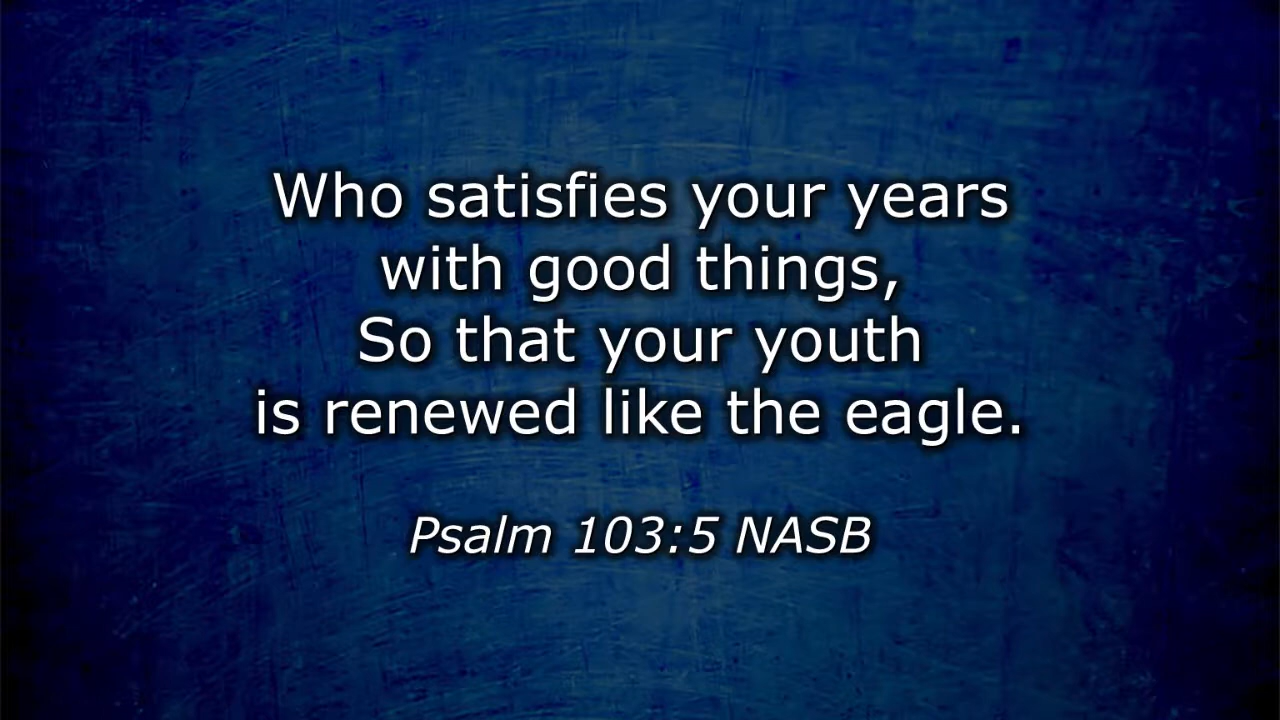 Who satisfies your years
with good things,
So that your youth
is renewed like the eagle.
Psalm 103:5 NASB